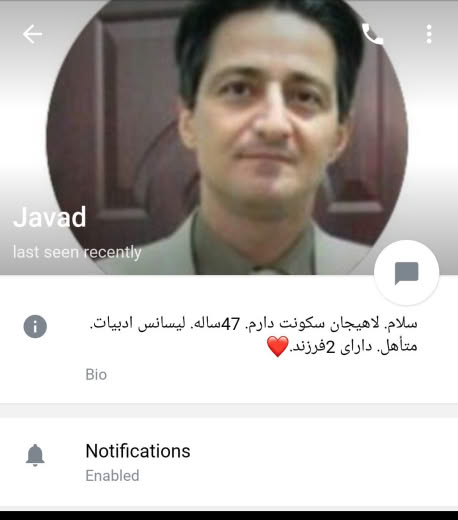 Javad
last seen recently
سلام. لاهیجان سکونت دارم. 47ساله. لیسانس ادبیات.
متأهل. دارای 2فرزند.❤️
Bio
Notifications
Enabled